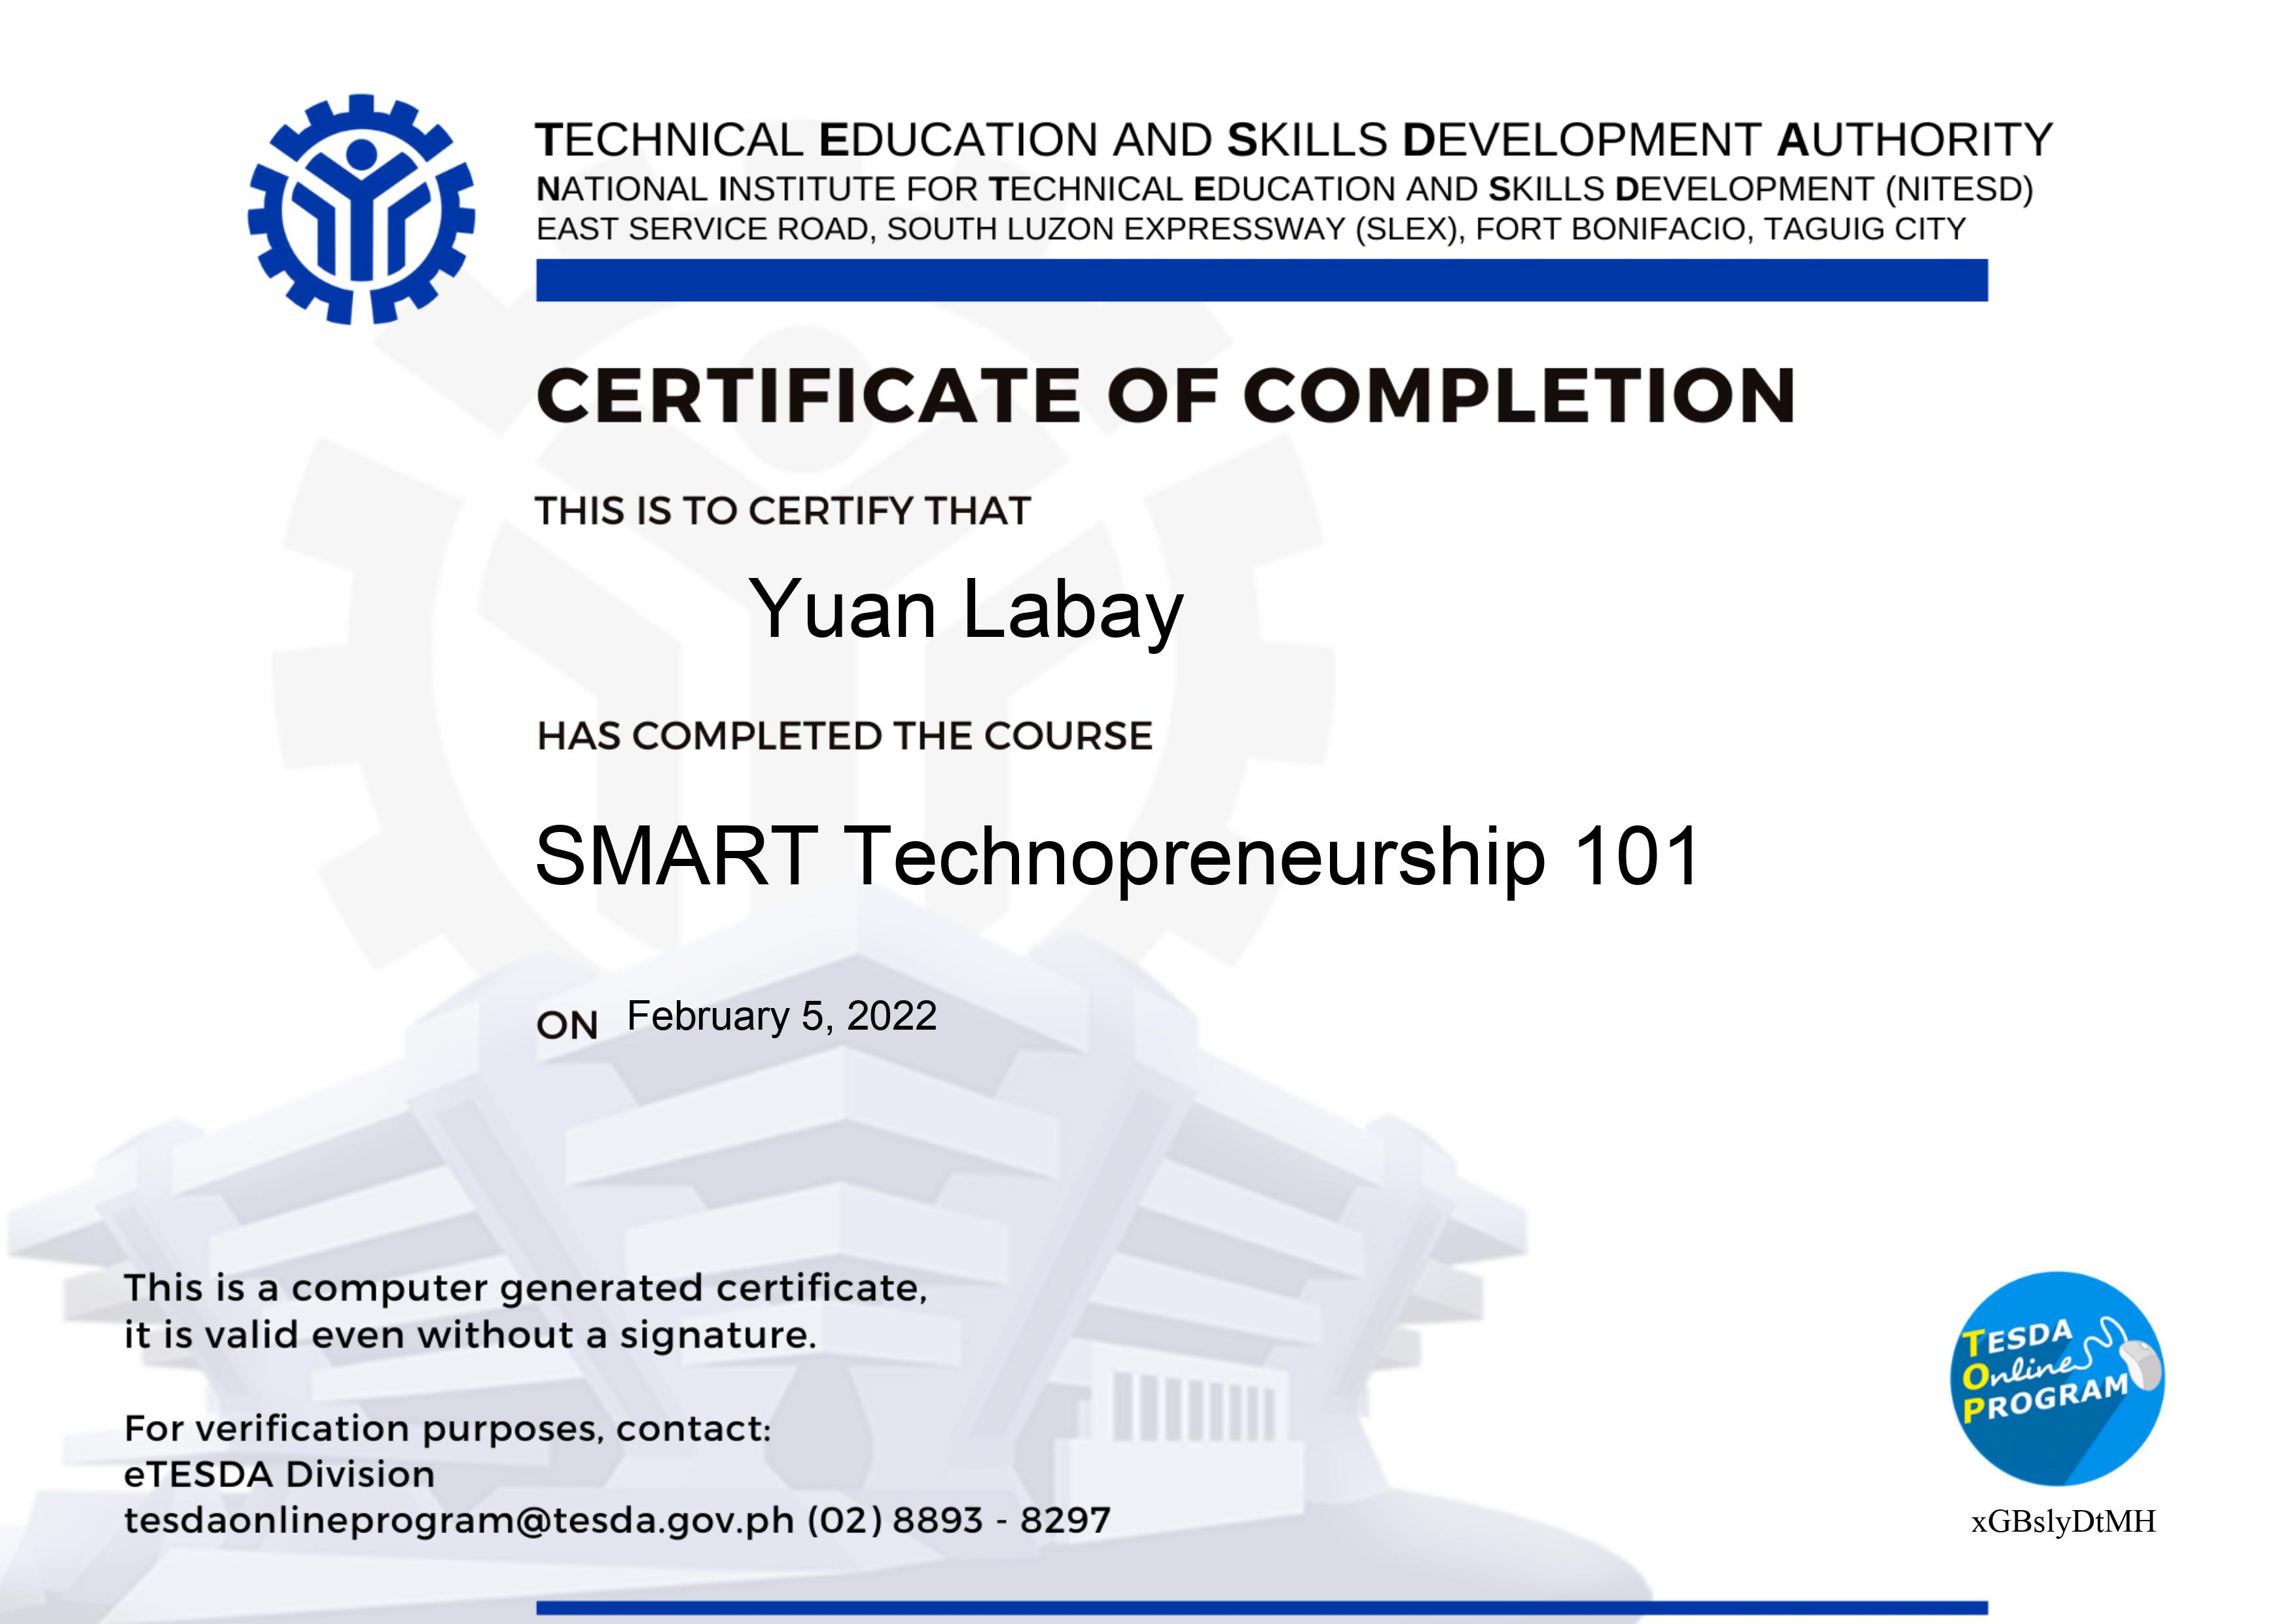 TECHNICAL EDUCATION AND SKILLS DEVELOPMENT AUTHORITY
NATIONAL INSTITUTE FOR TECHNICAL EDUCATION AND SKILLS DEVELOPMENT (NITESD)
EAST SERVICE ROAD, SOUTH LUZON EXPRESSWAY (SLEX), FORT BONIFACIO, TAGUIG CITY
CERTIFICATE OF COMPLETION
THIS IS TO CERTIFY THAT
Yuan Labay
HAS COMPLETED THE COURSE
SMART Technopreneurship 101
ON February 5, 2022
This is a computer generated certificate,
it is valid even without a signature.
For verification purposes, contact:
eTESDA Division
tesdaonlineprogram@tesda.gov.ph (02) 8893 - 8297
TESDA
Online
PROGRAM
xGBslyDtMH